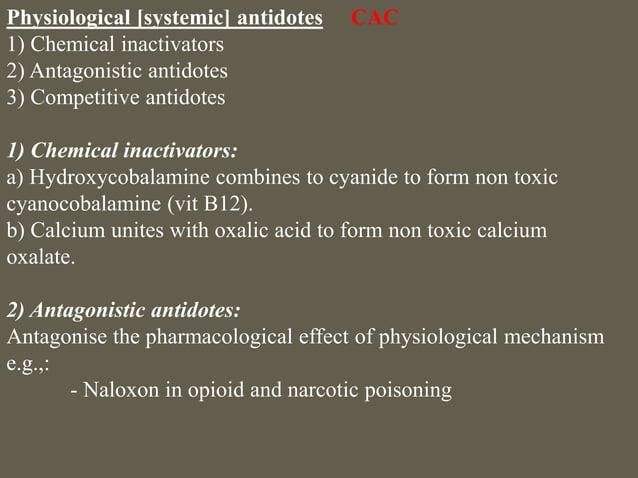 Physiological [systemic] antidotes CAC
1) Chemical inactivators
2) Antagonistic antidotes
3) Competitive antidotes
1) Chemical inactivators:
a) Hydroxycobalamine combines to cyanide to form non toxic
cyanocobalamine (vit B12).
b) Calcium unites with oxalic acid to form non toxic calcium
oxalate.
2) Antagonistic antidotes:
Antagonise the pharmacological effect of physiological mechanism
e.g.,:
- Naloxon in opioid and narcotic poisoning